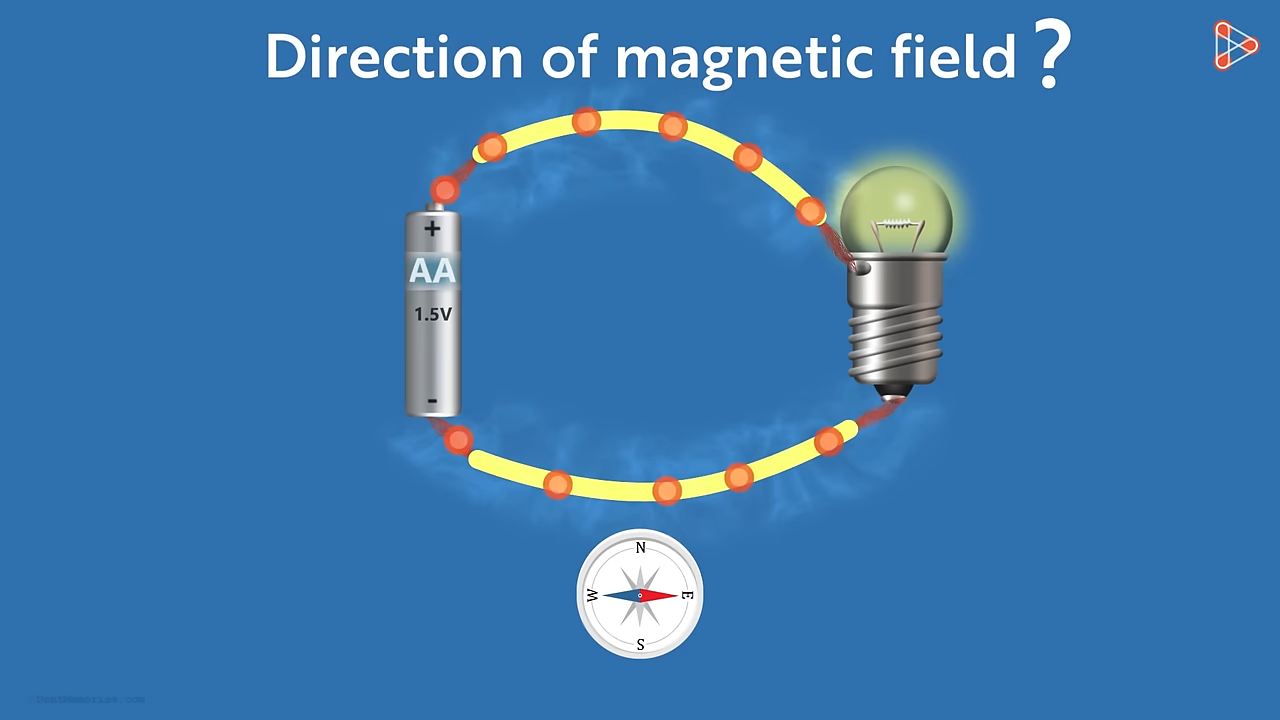 Direction of magnetic field ?
+
AA
1.5V
-
N
W
E
S